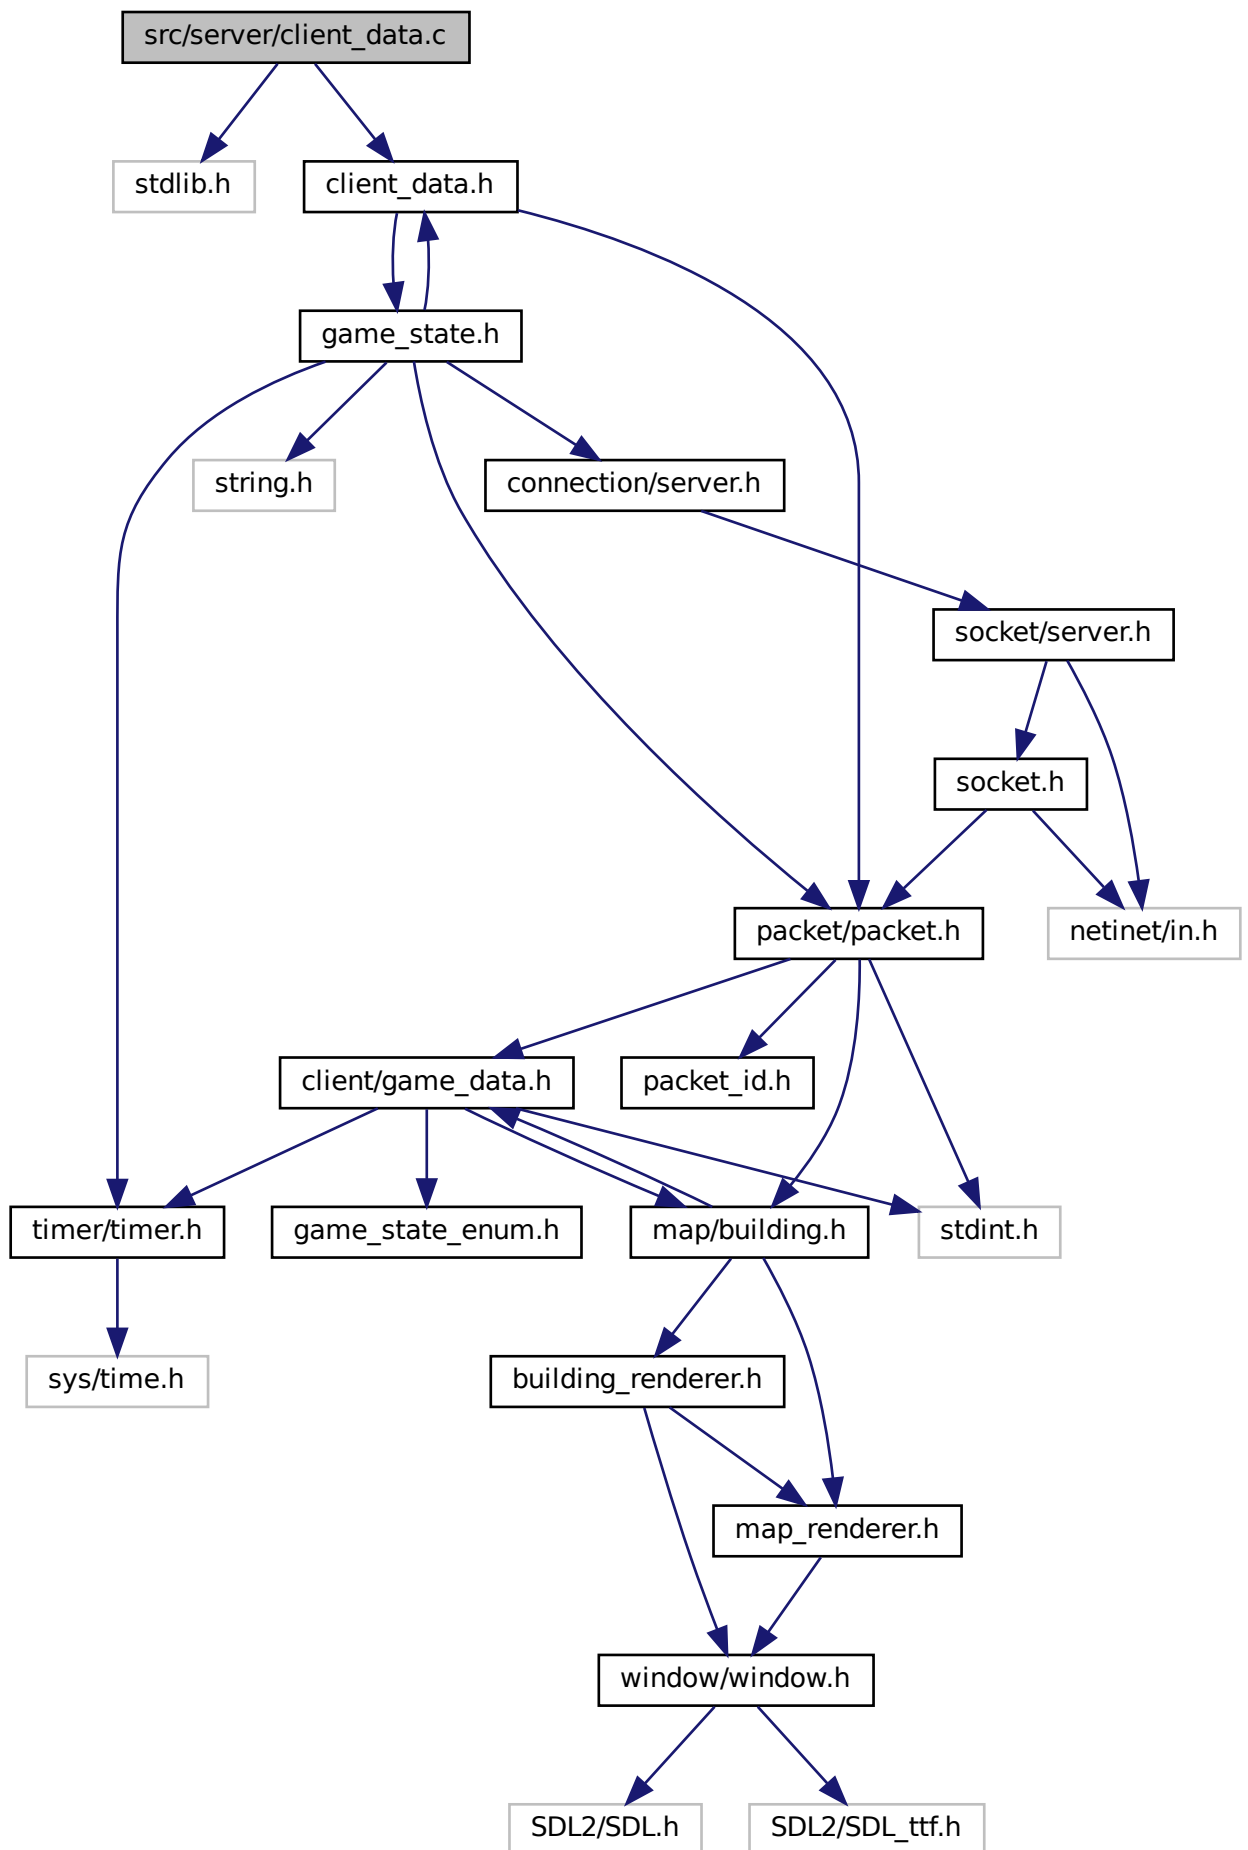 src/server/client_data.c
stdlib.h
client_data.h
game_state.h
string.h
connection/server.h
socket/server.h
socket.h
packet/packet.h
netinet/in.h
client/game_data.h
packet_id.h
timer/timer.h
game_state_enum.h
map/building.h
stdint.h
sys/time.h
building_renderer.h
map_renderer.h
window/window.h
SDL2/SDL.h
SDL2/SDL_ttf.h